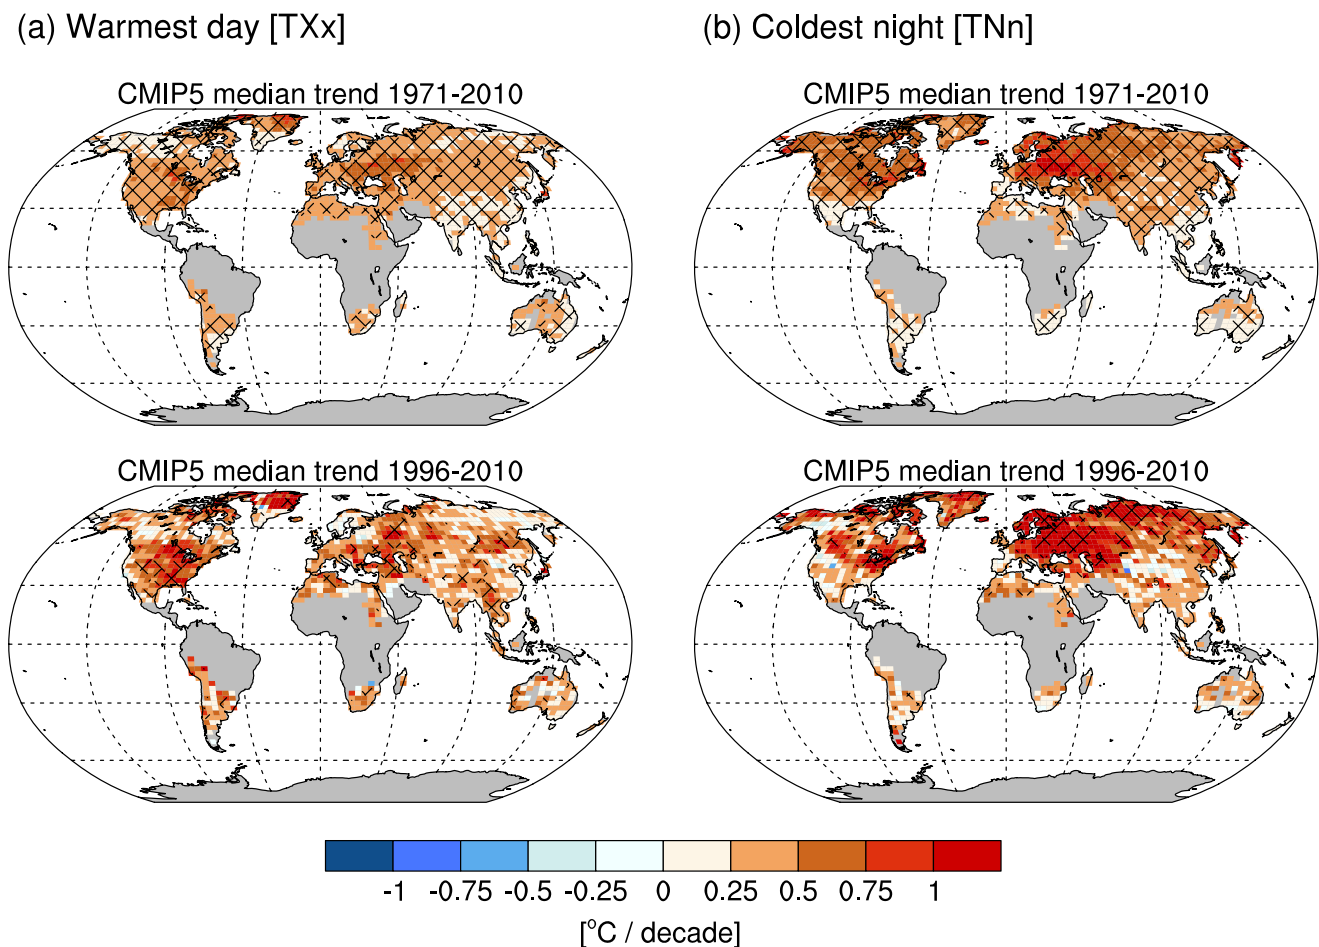 (a) Warmest day [TXx]
(b) Coldest night [TNn]
CMIP5 median trend 1971-2010
CMIP5 median trend 1971-2010
CMIP5 median trend 1996-2010
CMIP5 median trend 1996-2010
-1 -0.75 -0.5 -0.25 0 0.25 0.5 0.75 1
[°C / decade]